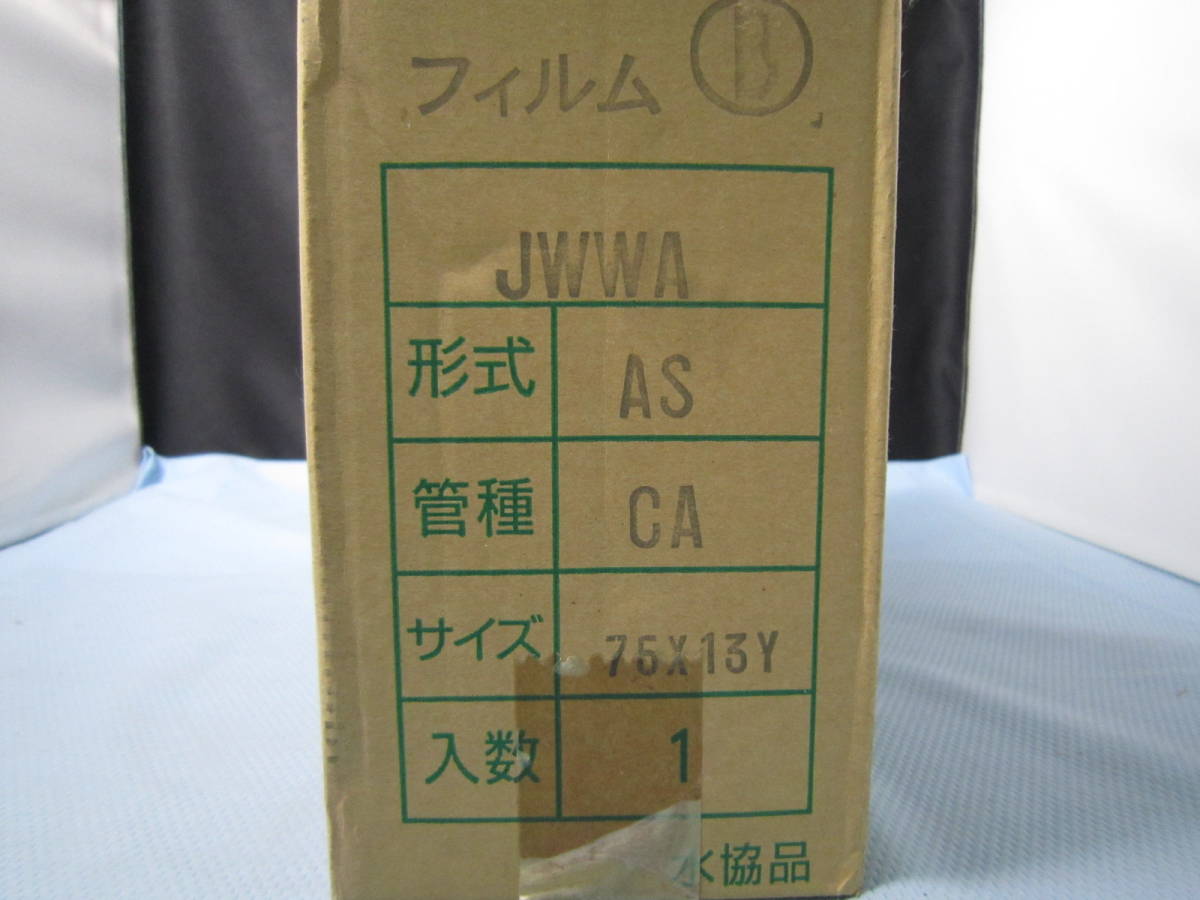 フィルム Ⓑ
JWWA
形式 AS
管種 CA
サイズ 75X13Y
入数 1
水協品